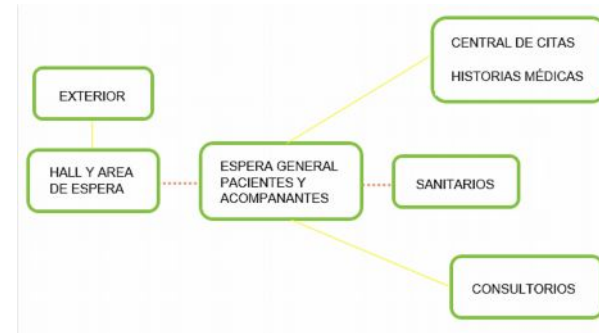 CENTRAL DE CITAS
HISTORIAS MÉDICAS
EXTERIOR
HALL Y AREA
DE ESPERA
ESPERA GENERAL
PACIENTES Y
ACOMPANANTES
SANITARIOS
CONSULTORIOS